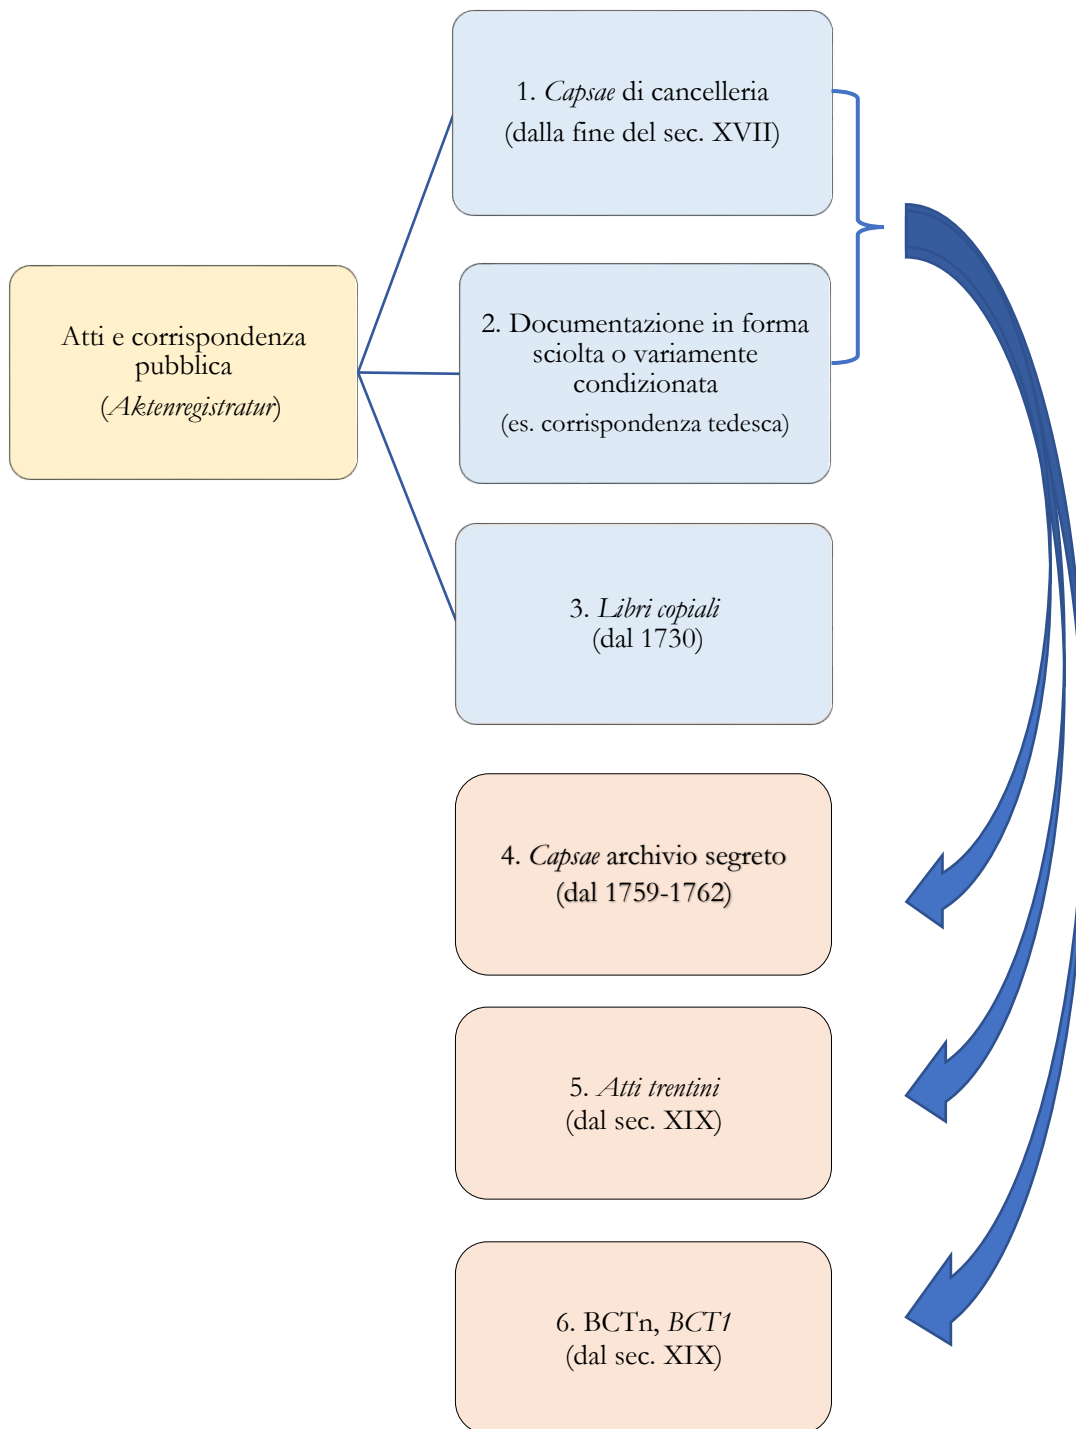 1. Capsae di cancelleria
(dalla fine del sec. XVII)
Atti e corrispondenza
pubblica
(Aktenregistratur)
2. Documentazione in forma
sciolta o variamente
condizionata
(es. corrispondenza tedesca)
3. Libri copiali
(dal 1730)
4. Capsae archivio segreto
(dal 1759-1762)
5. Atti trentini
(dal sec. XIX)
6. BCTn, BCT1
(dal sec. XIX)